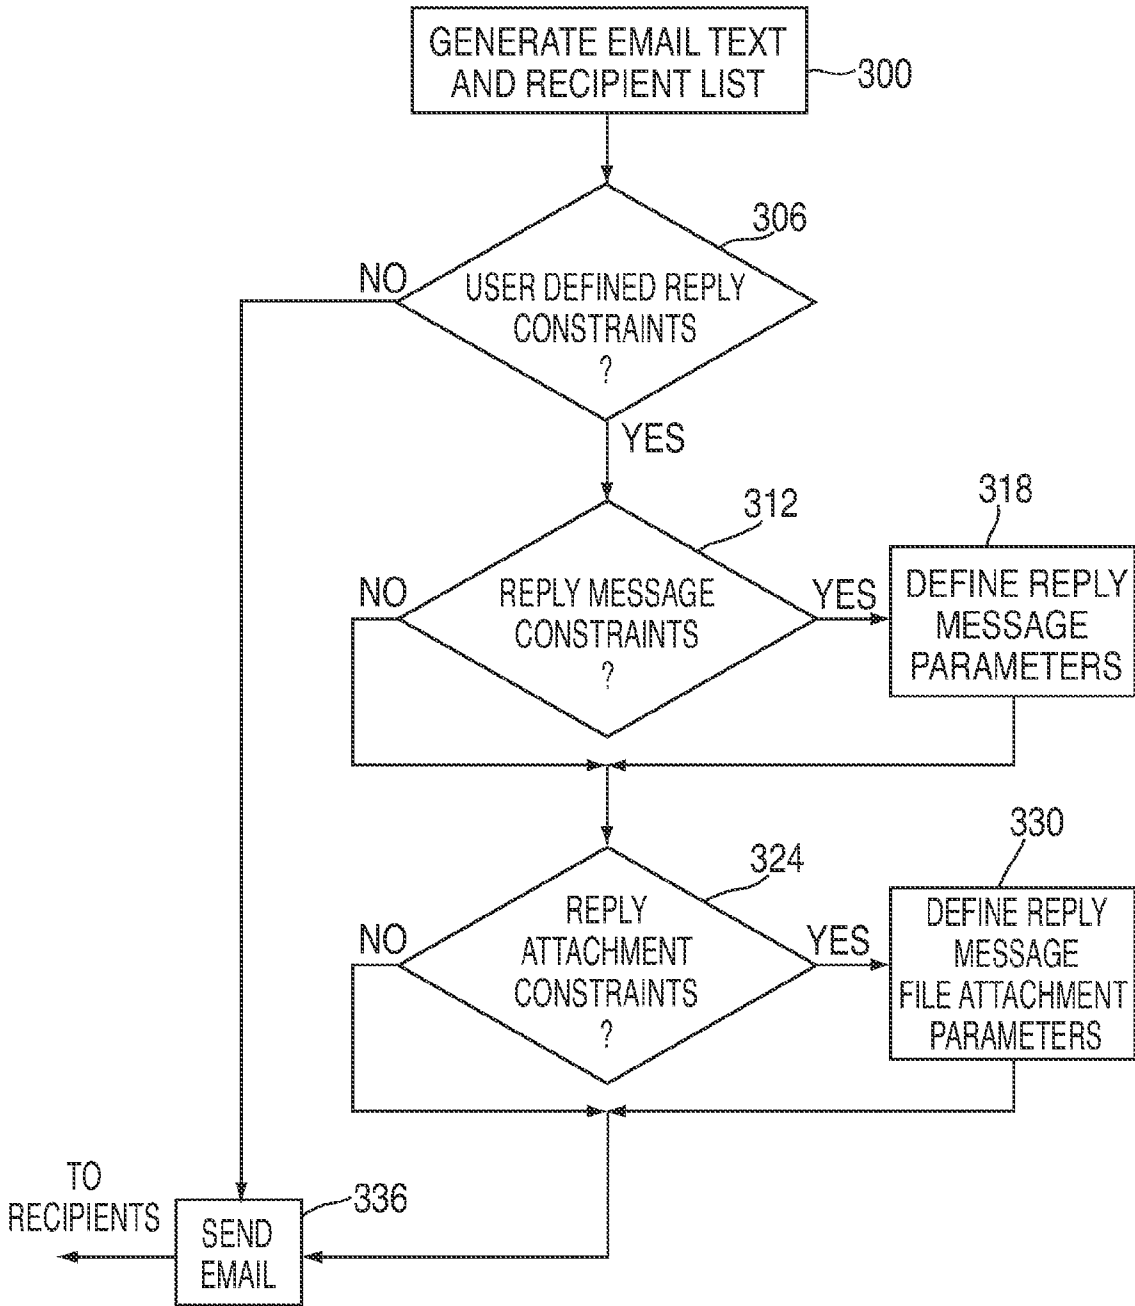 GENERATE EMAIL TEXT
AND RECIPIENT LIST
300
306
NO
USER DEFINED REPLY
CONSTRAINTS
?
YES
312
318
NO
REPLY MESSAGE
CONSTRAINTS
?
YES
DEFINE REPLY
MESSAGE
PARAMETERS
324
330
NO
REPLY
ATTACHMENT
CONSTRAINTS
?
YES
DEFINE REPLY
MESSAGE
FILE ATTACHMENT
PARAMETERS
TO
RECIPIENTS
336
SEND
EMAIL